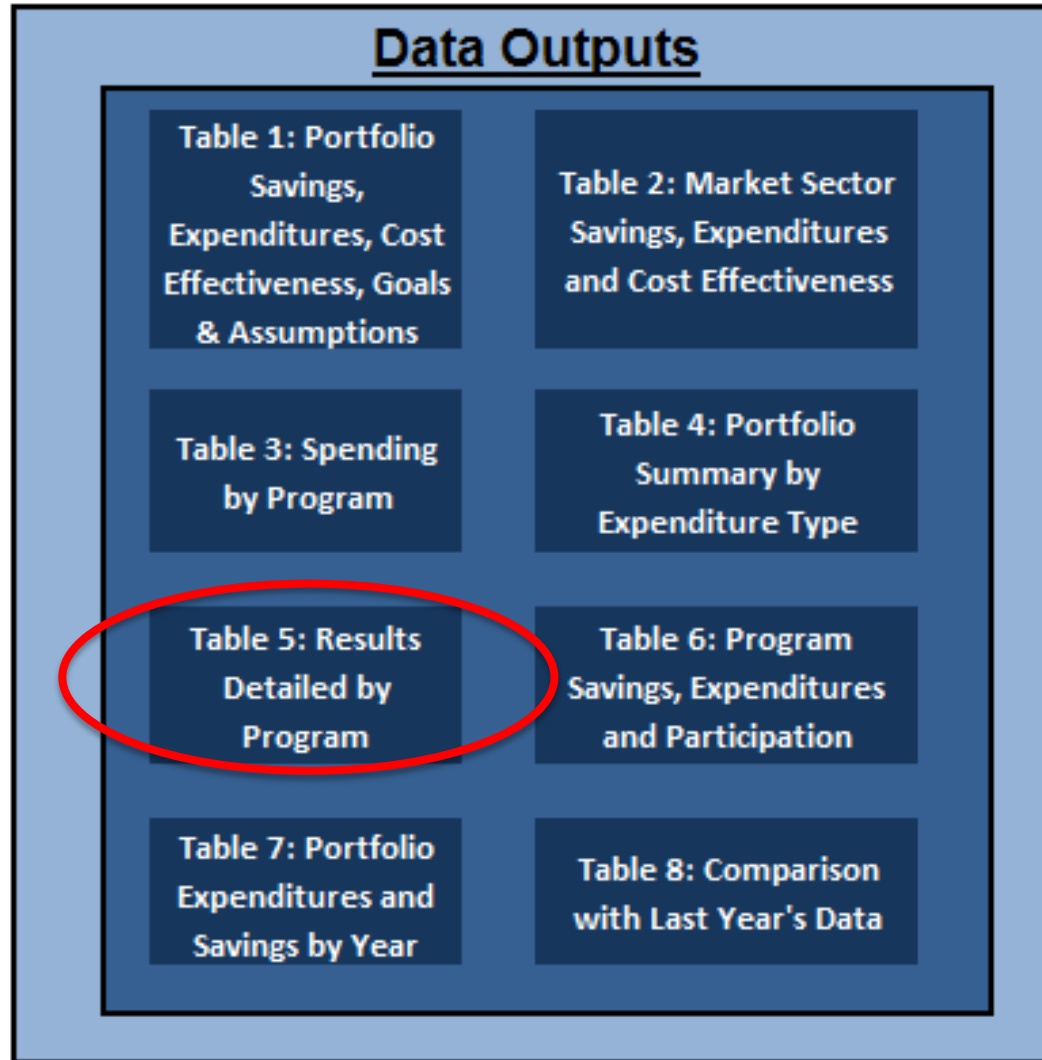 Data Outputs
Table 1: Portfolio
Savings,
Expenditures, Cost
Effectiveness, Goals
& Assumptions
Table 2: Market Sector
Savings, Expenditures
and Cost Effectiveness
Table 3: Spending
by Program
Table 4: Portfolio
Summary by
Expenditure Type
Table 5: Results
Detailed by
Program
Table 6: Program
Savings, Expenditures
and Participation
Table 7: Portfolio
Expenditures and
Savings by Year
Table 8: Comparison
with Last Year's Data